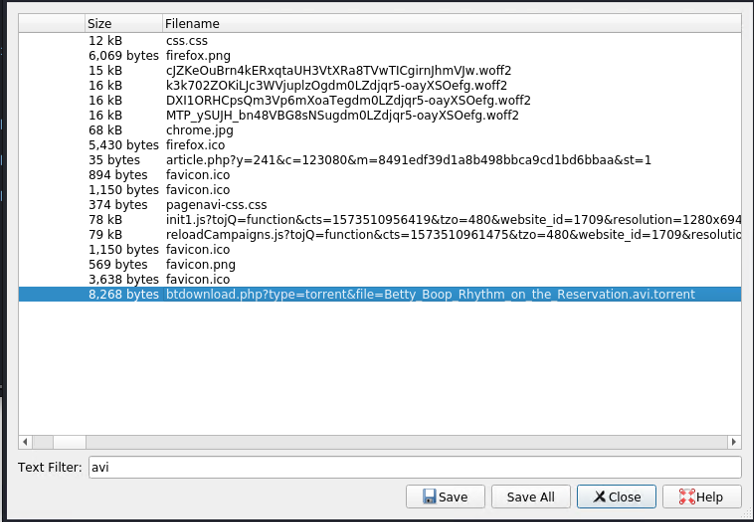 Size Filename
12 kB css.css
6,069 bytes firefox.png
15 kB cJZKeOuBrn4kERxqtaUH3VtXRa8TVwTICgirnJhmVJw.woff2
16 kB k3k702ZOKiLJc3WVjuplzOgdm0LZdjqr5-oayXSOefg.woff2
16 kB DXI1ORHCpsQm3Vp6mXoaTegdm0LZdjqr5-oayXSOefg.woff2
16 kB MTP_ySUJH_bn48VBG8sNSugdm0LZdjqr5-oayXSOefg.woff2
68 kB chrome.jpg
5,430 bytes firefox.ico
35 bytes article.php?y=241&c=123080&m=8491edf39d1a8b498bbca9cd1bd6bbaa&st=1
894 bytes favicon.ico
1,150 bytes favicon.ico
374 bytes pagenavi-css.css
78 kB init1.js?tojQ=function&cts=1573510956419&tzo=480&website_id=1709&resolution=1280x694
79 kB reloadCampaigns.js?tojQ=function&cts=1573510961475&tzo=480&website_id=1709&resolutio
1,150 bytes favicon.ico
569 bytes favicon.png
3,638 bytes favicon.ico
8,268 bytes btdownload.php?type=torrent&file=Betty_Boop_Rhythm_on_the_Reservation.avi.torrent
Text Filter: avi
Save Save All Close Help